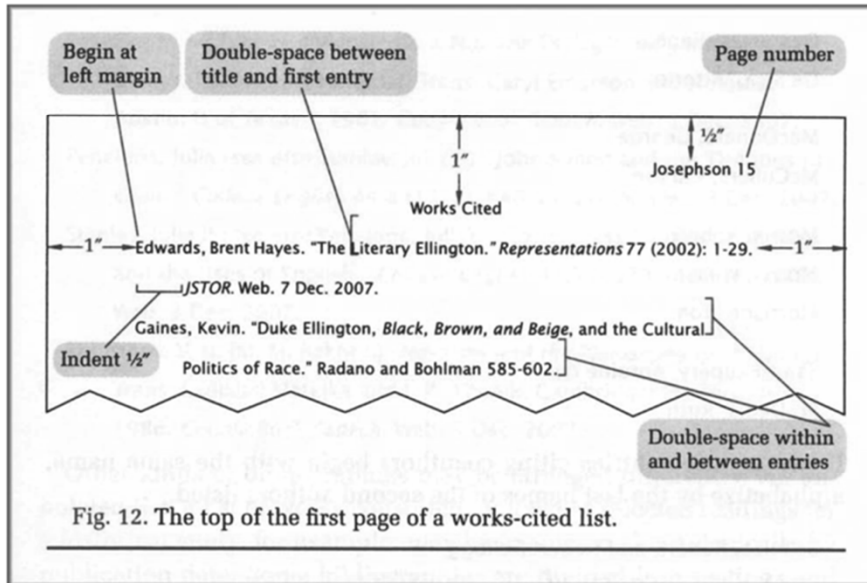 Begin at
left margin
Double-space between
title and first entry
Page number
1/2"
1"
Josephson 15
Works Cited
1"
Edwards, Brent Hayes. "The Literary Ellington." Representations 77 (2002): 1-29.
1"
JSTOR. Web. 7 Dec. 2007.
Gaines, Kevin. "Duke Ellington, Black, Brown, and Beige, and the Cultural
Indent 1/2"
Politics of Race." Radano and Bohlman 585-602.
Double-space within
and between entries
Fig. 12. The top of the first page of a works-cited list.